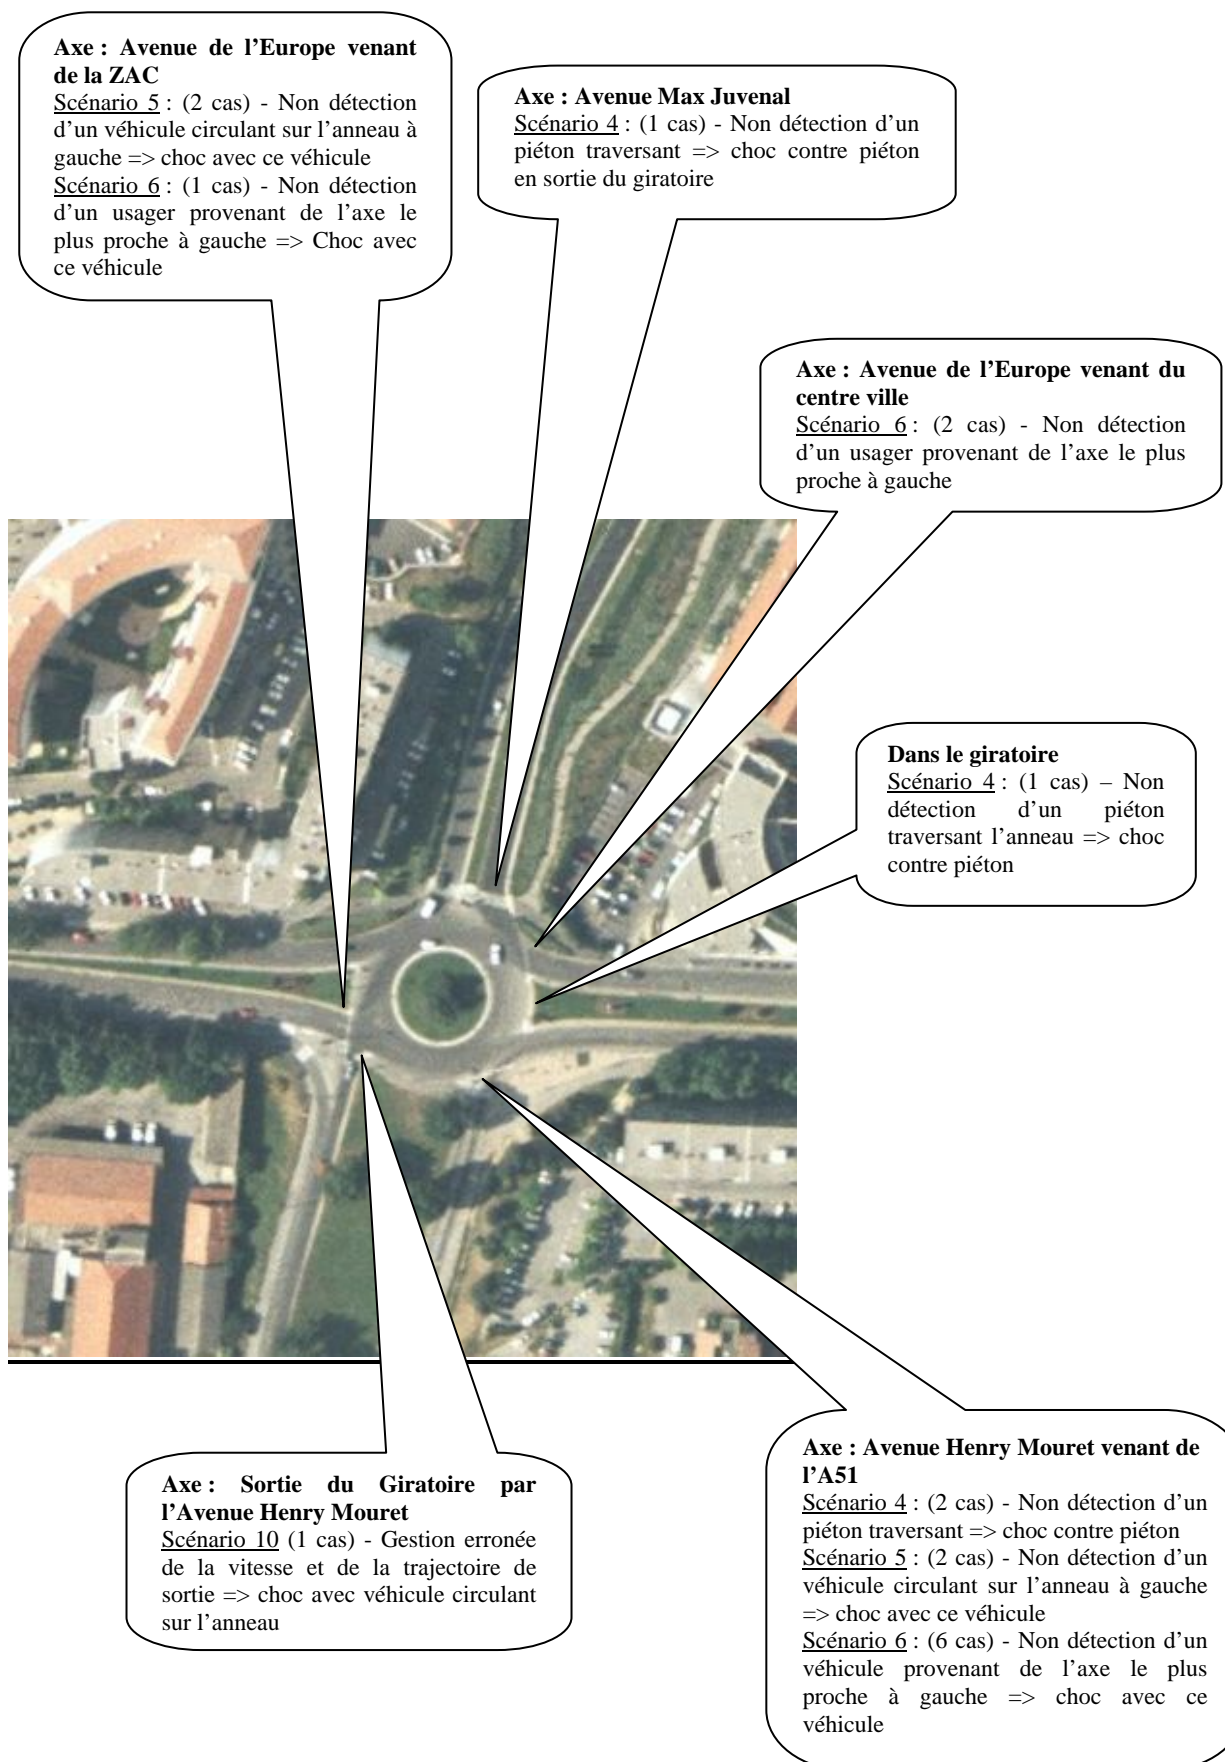 Axe : Avenue de l’Europe venant
de la ZAC
Scénario 5 : (2 cas) - Non détection
d’un véhicule circulant sur l’anneau à
gauche => choc avec ce véhicule
Scénario 6 : (1 cas) - Non détection
d’un usager provenant de l’axe le
plus proche à gauche => Choc avec
ce véhicule
Axe : Avenue Max Juvenal
Scénario 4 : (1 cas) - Non détection d’un
piéton traversant => choc contre piéton
en sortie du giratoire
Axe : Avenue de l’Europe venant du
centre ville
Scénario 6 : (2 cas) - Non détection
d’un usager provenant de l’axe le plus
proche à gauche
Dans le giratoire
Scénario 4 : (1 cas) – Non
détection d’un piéton
traversant l’anneau => choc
contre piéton
Axe : Sortie du Giratoire par
l’Avenue Henry Mouret
Scénario 10 (1 cas) - Gestion erronée
de la vitesse et de la trajectoire de
sortie => choc avec véhicule circulant
sur l’anneau
Axe : Avenue Henry Mouret venant de
l’A51
Scénario 4 : (2 cas) - Non détection d’un
piéton traversant => choc contre piéton
Scénario 5 : (2 cas) - Non détection d’un
véhicule circulant sur l’anneau à gauche
=> choc avec ce véhicule
Scénario 6 : (6 cas) - Non détection d’un
véhicule provenant de l’axe le plus
proche à gauche => choc avec ce
véhicule